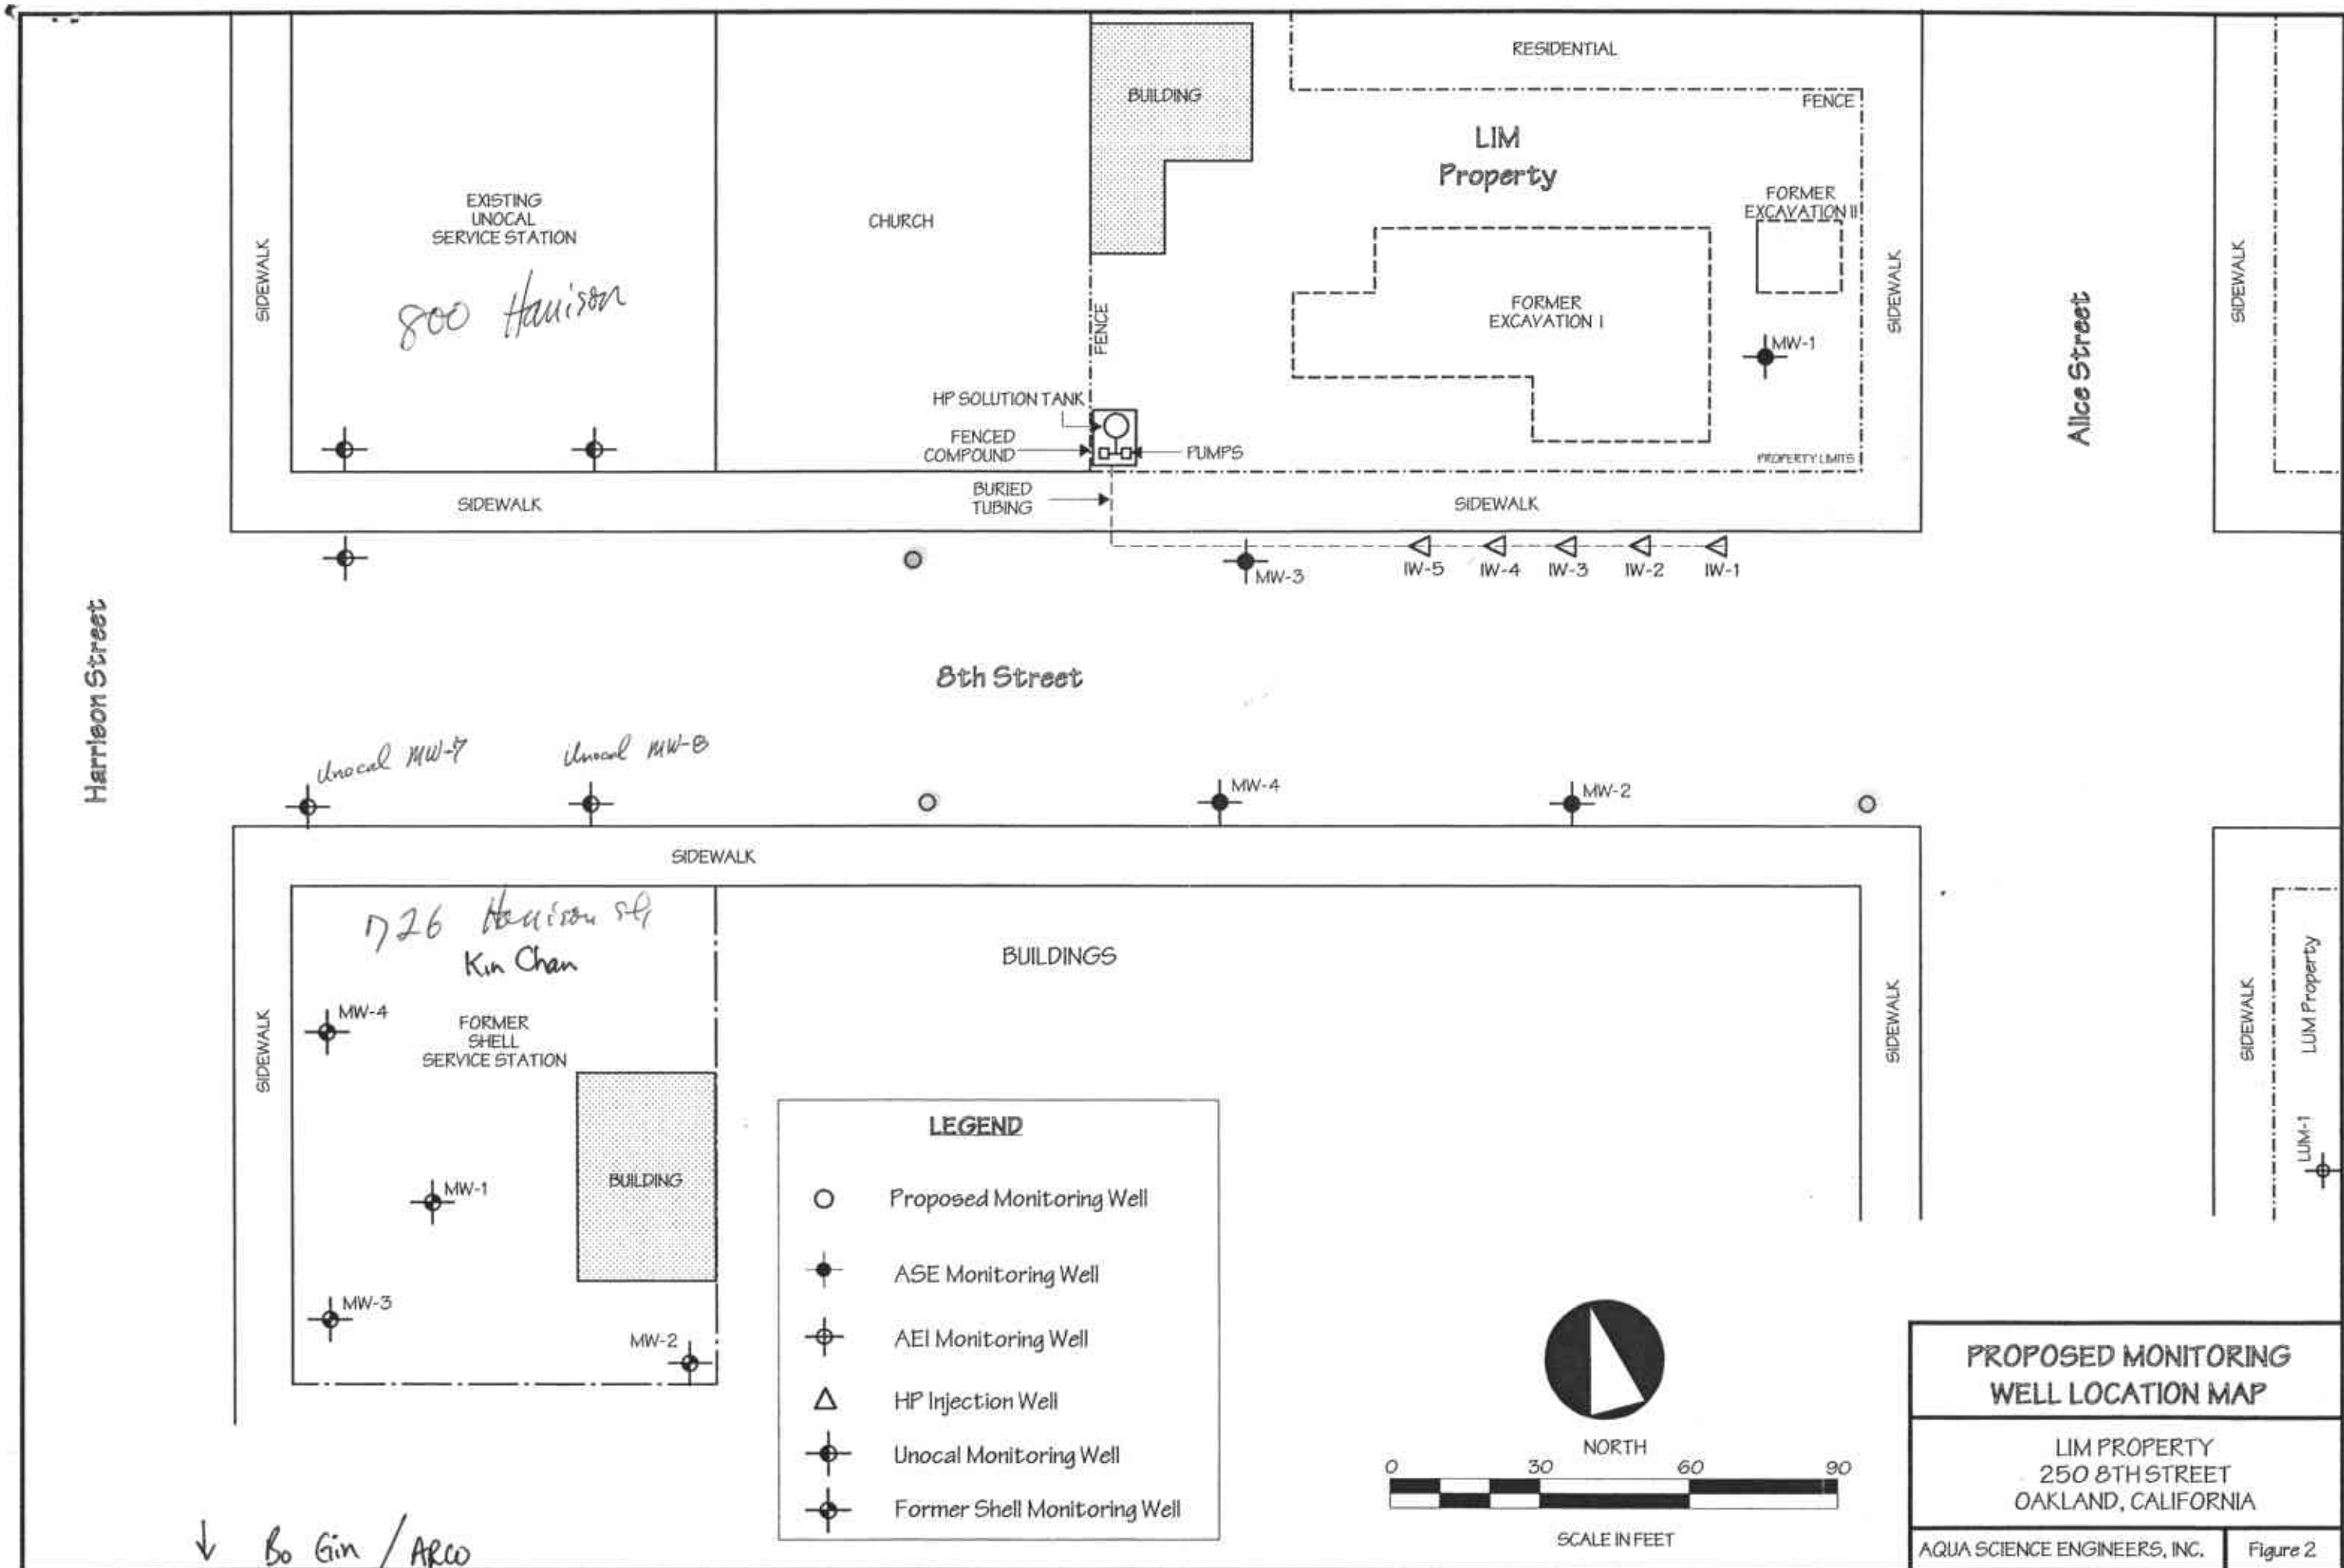 RESIDENTIAL
BUILDING
FENCE
LIM
Property
EXISTING
UNOCAL
SERVICE STATION
CHURCH
FORMER
EXCAVATION II
SIDEWALK
SIDEWALK
SIDEWALK
800 Harrison
FENCE
FORMER
EXCAVATION I
MW-1
Alice Street
HP SOLUTION TANK
FENCED
COMPOUND
PUMPS
PROPERTY LIMITS
BURIED
TUBING
SIDEWALK
SIDEWALK
MW-3
IW-5
IW-4
IW-3
IW-2
IW-1
Harrison Street
8th Street
Unocal MW-7
Unocal MW-8
MW-4
MW-2
SIDEWALK
726 Harrison St,
Kin Chan
BUILDINGS
MW-4
FORMER
SHELL
SERVICE STATION
SIDEWALK
SIDEWALK
SIDEWALK
LUM Property
LUM-1
MW-1
BUILDING
MW-3
MW-2
LEGEND
Proposed Monitoring Well
ASE Monitoring Well
AEI Monitoring Well
HP Injection Well
Unocal Monitoring Well
Former Shell Monitoring Well
NORTH
0 30 60 90
SCALE IN FEET
PROPOSED MONITORING
WELL LOCATION MAP
LIM PROPERTY
250 8TH STREET
OAKLAND, CALIFORNIA
AQUA SCIENCE ENGINEERS, INC.
Figure 2
↓ Bo Gin / ARCO